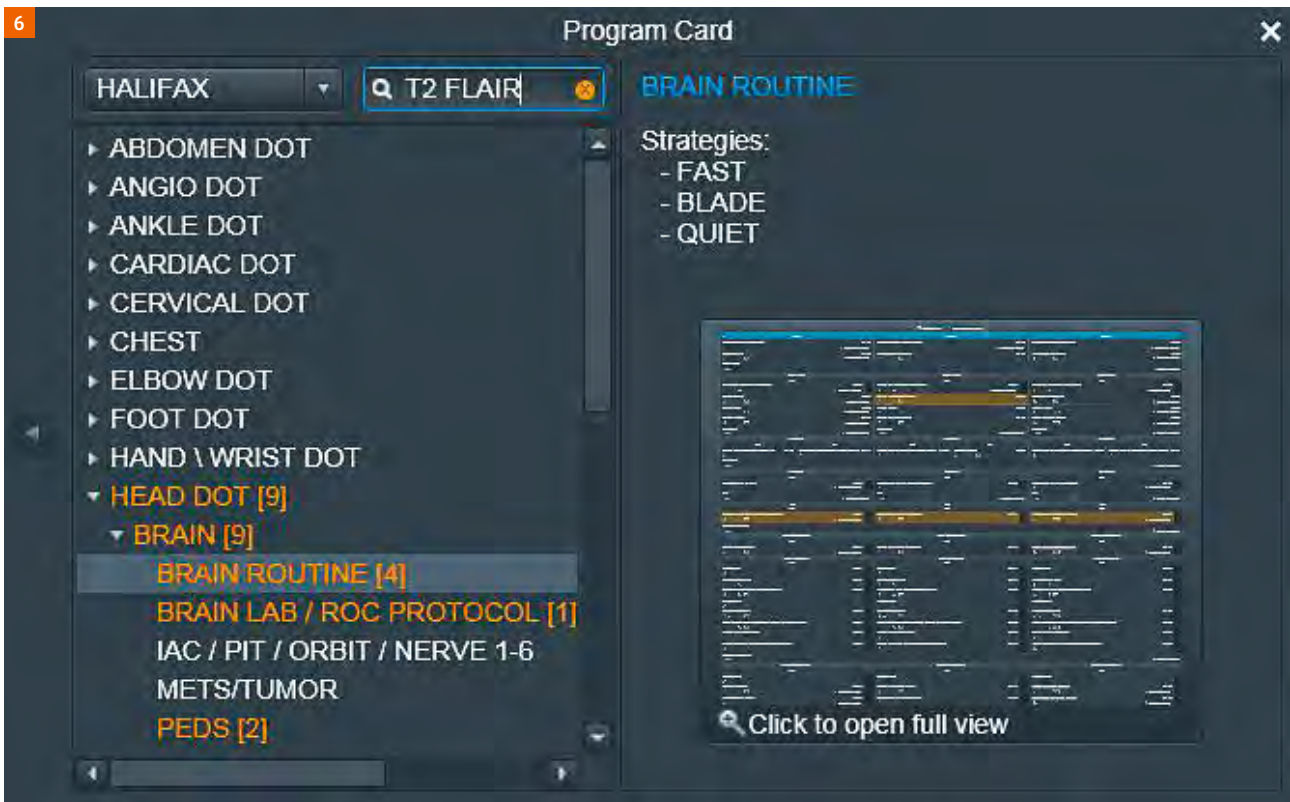 6
Program Card
HALIFAX
T2 FLAIR
ABDOMEN DOT
ANGIO DOT
ANKLE DOT
CARDIAC DOT
CERVICAL DOT
CHEST
ELBOW DOT
FOOT DOT
HAND \ WRIST DOT
HEAD DOT [9]
BRAIN [9]
BRAIN ROUTINE [4]
BRAIN LAB / ROC PROTOCOL [1]
IAC / PIT / ORBIT / NERVE 1-6
METS/TUMOR
PEDS [2]
BRAIN ROUTINE
Strategies:
- FAST
- BLADE
- QUIET
Click to open full view